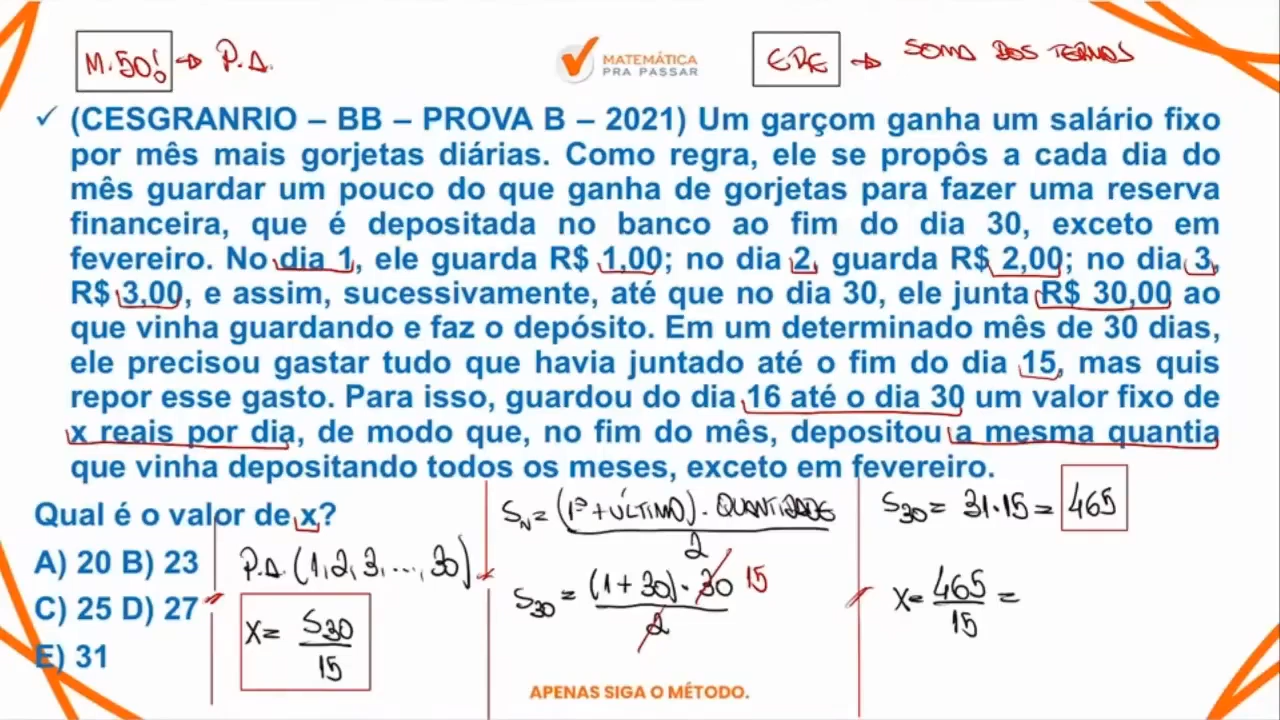 M.50! → P.A.
MATEMÁTICA
PRA PASSAR
EDE → SOMA DOS TERMOS
✓ (CESGRANRIO – BB – PROVA B – 2021) Um garçom ganha um salário fixo
por mês mais gorjetas diárias. Como regra, ele se propôs a cada dia do
mês guardar um pouco do que ganha de gorjetas para fazer uma reserva
financeira, que é depositada no banco ao fim do dia 30, exceto em
fevereiro. No dia 1, ele guarda R$ 1,00; no dia 2, guarda R$ 2,00; no dia 3,
R$ 3,00, e assim, sucessivamente, até que no dia 30, ele junta R$ 30,00 ao
que vinha guardando e faz o depósito. Em um determinado mês de 30 dias,
ele precisou gastar tudo que havia juntado até o fim do dia 15, mas quis
repor esse gasto. Para isso, guardou do dia 16 até o dia 30 um valor fixo de
x reais por dia, de modo que, no fim do mês, depositou a mesma quantia
que vinha depositando todos os meses, exceto em fevereiro.
Qual é o valor de x?
A) 20 B) 23
C) 25 D) 27
E) 31
P.A. (1,2,3,...,30)
X= S30
15
SN = (1º + ÚLTIMO) . QUANTIDADE
2
S30 = (1 + 30) . 30 15
2
S30 = 31.15 = 465
X= 465 =
15
APENAS SIGA O MÉTODO.